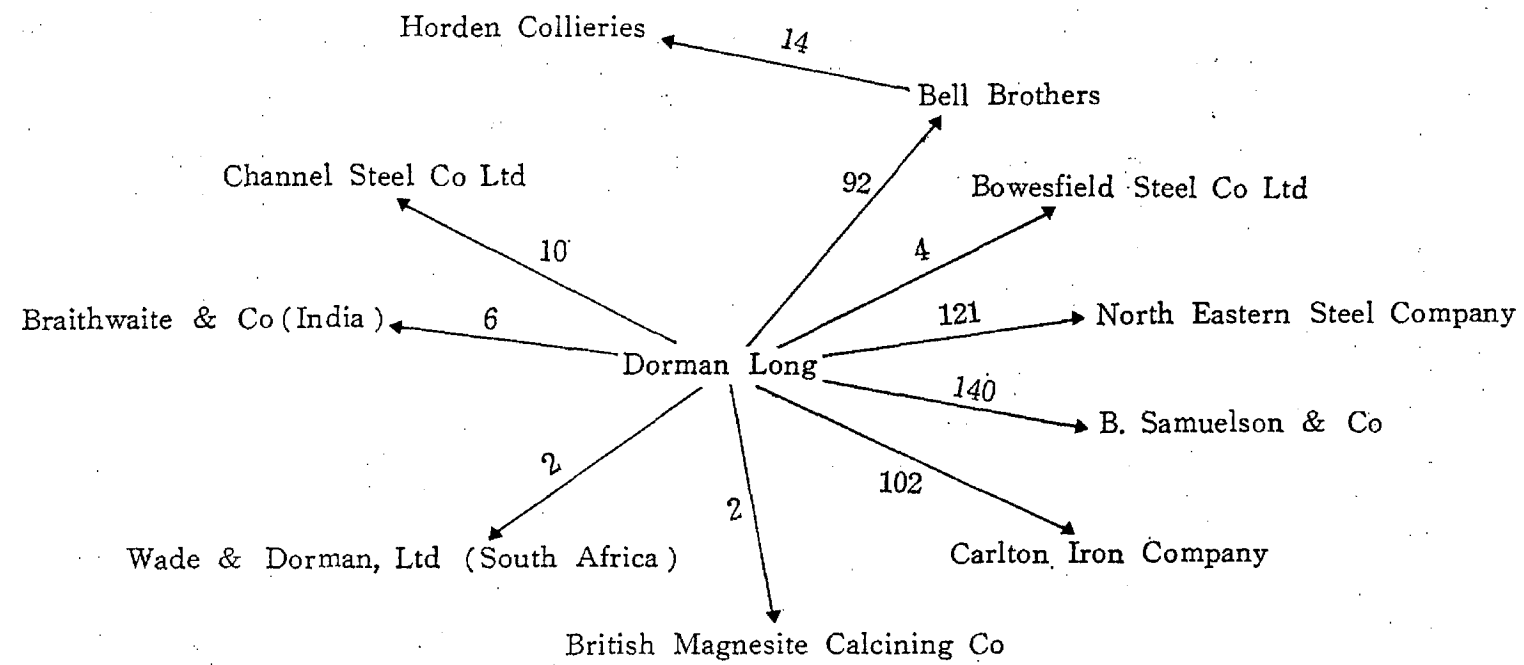 Horden Collieries
14
Bell Brothers
Channel Steel Co Ltd
92
Bowesfield Steel Co Ltd
10
4
Braithwaite & Co (India)
6
121
North Eastern Steel Company
Dorman Long
140
B. Samuelson & Co
2
102
2
Wade & Dorman, Ltd (South Africa)
Carlton Iron Company
British Magnesite Calcining Co